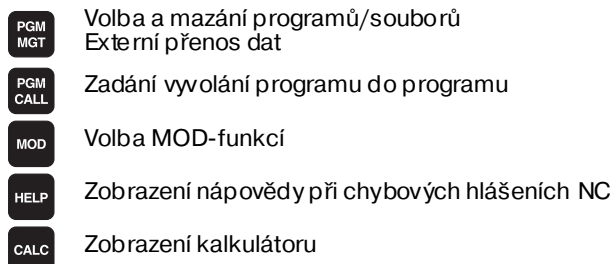 PGM MGT Volba a mazání programů/souborů
Externí přenos dat
PGM CALL Zadání vyvolání programu do programu
MOD Volba MOD-funkcí
HELP Zobrazení nápovědy při chybových hlášeních NC
CALC Zobrazení kalkulátoru